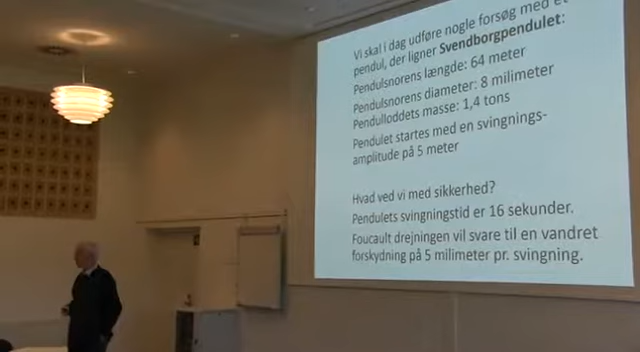 Vi skal i dag udføre nogle forsøg med et
pendul, der ligner Svendborgpendulet:
Pendulsnorens længde: 64 meter
Pendulsnorens diameter: 8 milimeter
Pendulloddets masse: 1,4 tons
Pendulet startes med en svingnings-
amplitude på 5 meter
Hvad ved vi med sikkerhed?
Pendulets svingningstid er 16 sekunder.
Foucault drejningen vil svare til en vandret
forskydning på 5 milimeter pr. svingning.